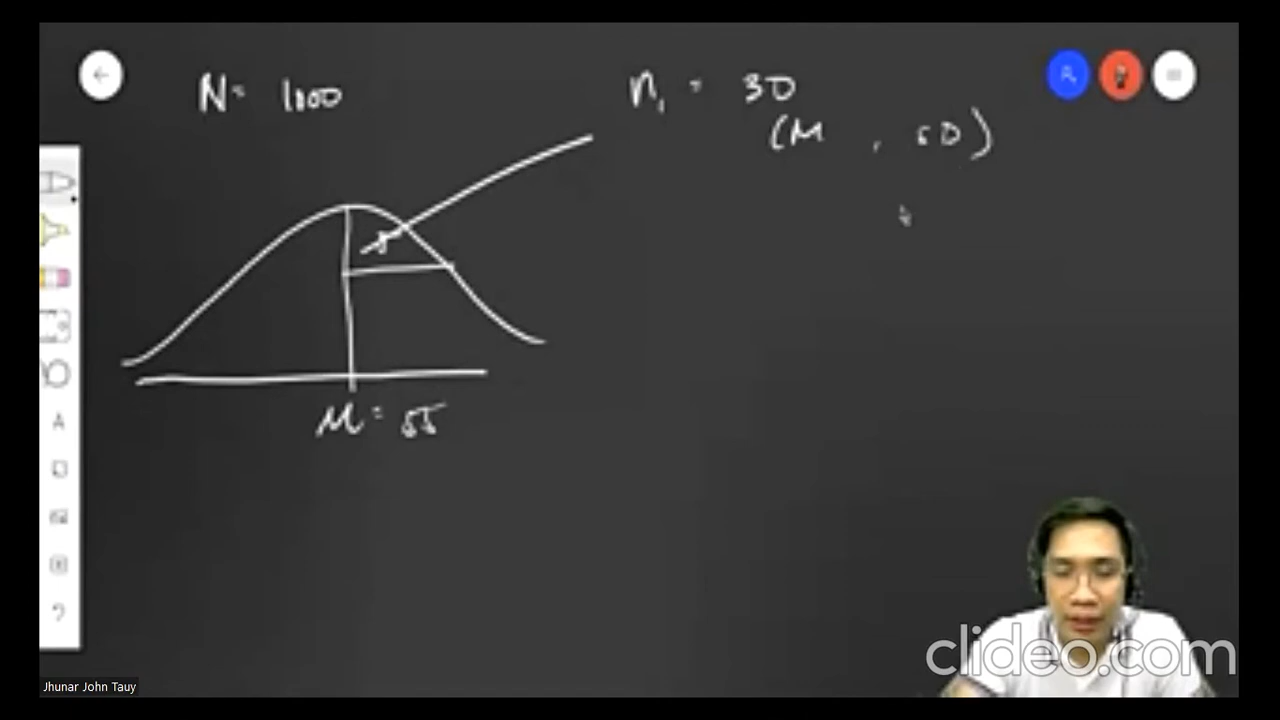 N = 1000
n₁ = 30
(M , SD)
M = 55
A
?
clideo.com
Jhunar John Tauy